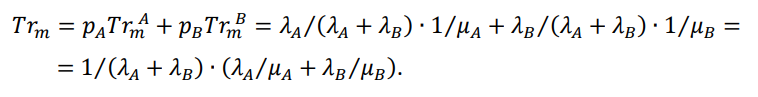 Tr_m = p_A Tr_m^A + p_B Tr_m^B = λ_A/(λ_A + λ_B) · 1/μ_A + λ_B/(λ_A + λ_B) · 1/μ_B =
= 1/(λ_A + λ_B) · (λ_A/μ_A + λ_B/μ_B).